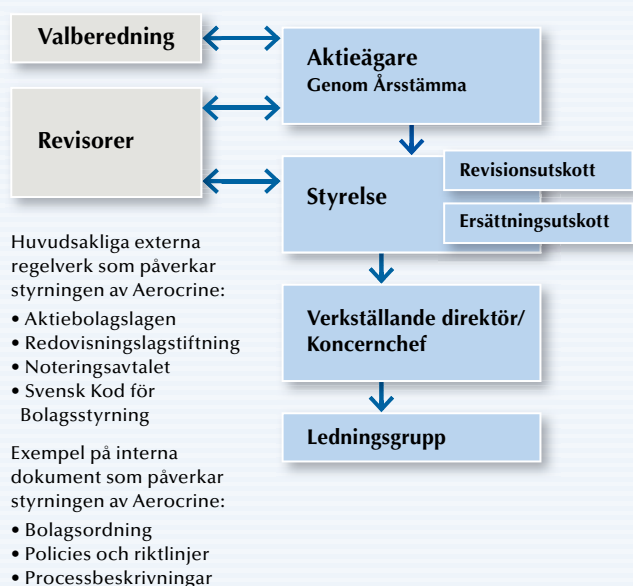 Valberedning
Aktieägare
Genom Årsstämma
Revisorer
Styrelse
Revisionsutskott
Ersättningsutskott
Verkställande direktör/
Koncernchef
Ledningsgrupp
Huvudsakliga externa
regelverk som påverkar
styrningen av Aerocrine:
• Aktiebolagslagen
• Redovisningslagstiftning
• Noteringsavtalet
• Svensk Kod för
Bolagsstyrning
Exempel på interna
dokument som påverkar
styrningen av Aerocrine:
• Bolagsordning
• Policies och riktlinjer
• Processbeskrivningar